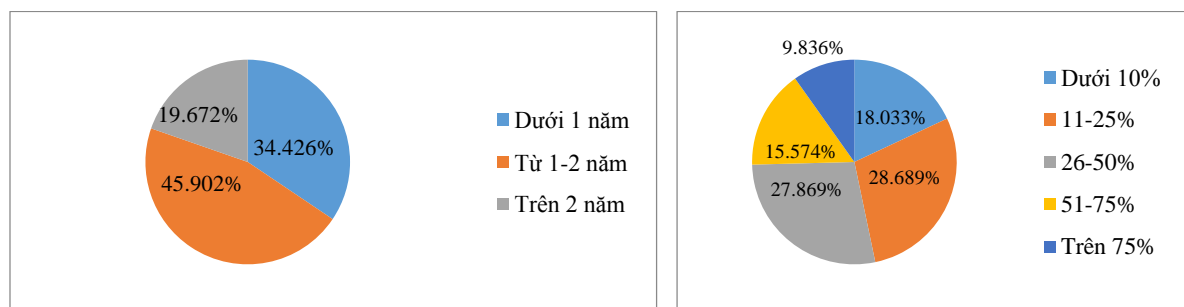 19.672%
34.426%
45.902%
Dưới 1 năm
Từ 1-2 năm
Trên 2 năm
9.836%
18.033%
15.574%
28.689%
27.869%
Dưới 10%
11-25%
26-50%
51-75%
Trên 75%